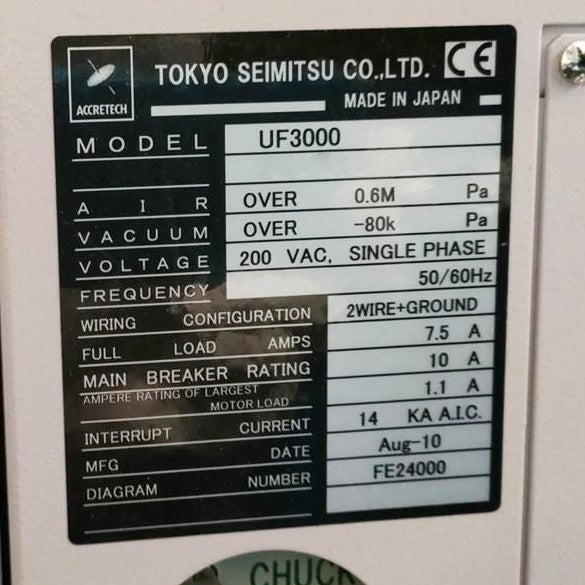 TOKYO SEIMITSU CO.,LTD. CE
ACCRETECH
MADE IN JAPAN
MODEL UF3000
AIR OVER 0.6M Pa
VACUUM OVER -80k Pa
VOLTAGE 200 VAC, SINGLE PHASE
FREQUENCY 50/60Hz
WIRING CONFIGURATION 2WIRE+GROUND
FULL LOAD AMPS 7.5 A
MAIN BREAKER RATING 10 A
AMPERE RATING OF LARGEST
MOTOR LOAD 1.1 A
INTERRUPT CURRENT 14 KA A.I.C.
MFG DATE Aug-10
DIAGRAM NUMBER FE24000
CHUCK